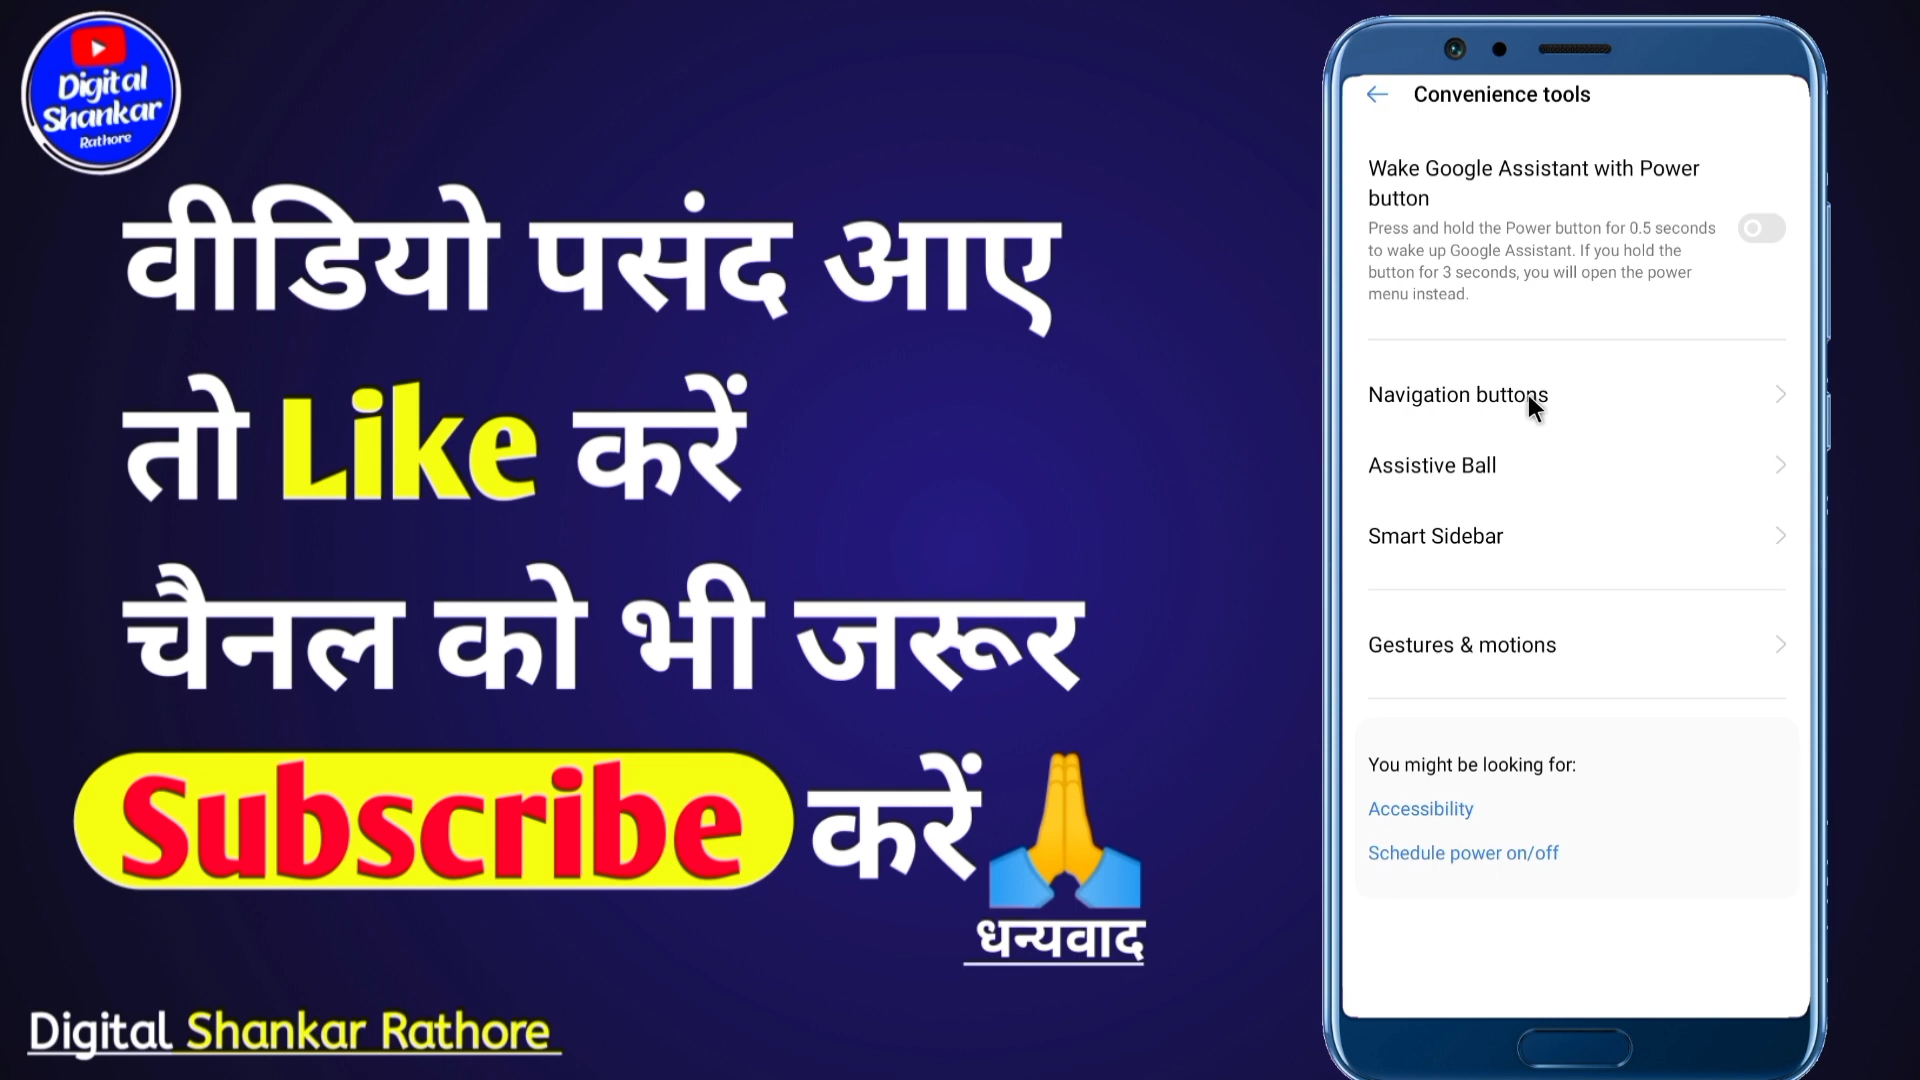 Digital
Shankar
Rathore
वीडियो पसंद आए
तो Like करें
चैनल को भी जरूर
Subscribe करें
धन्यवाद
Digital Shankar Rathore
Convenience tools
Wake Google Assistant with Power
button
Press and hold the Power button for 0.5 seconds
to wake up Google Assistant. If you hold the
button for 3 seconds, you will open the power
menu instead.
Navigation buttons
Assistive Ball
Smart Sidebar
Gestures & motions
You might be looking for:
Accessibility
Schedule power on/off